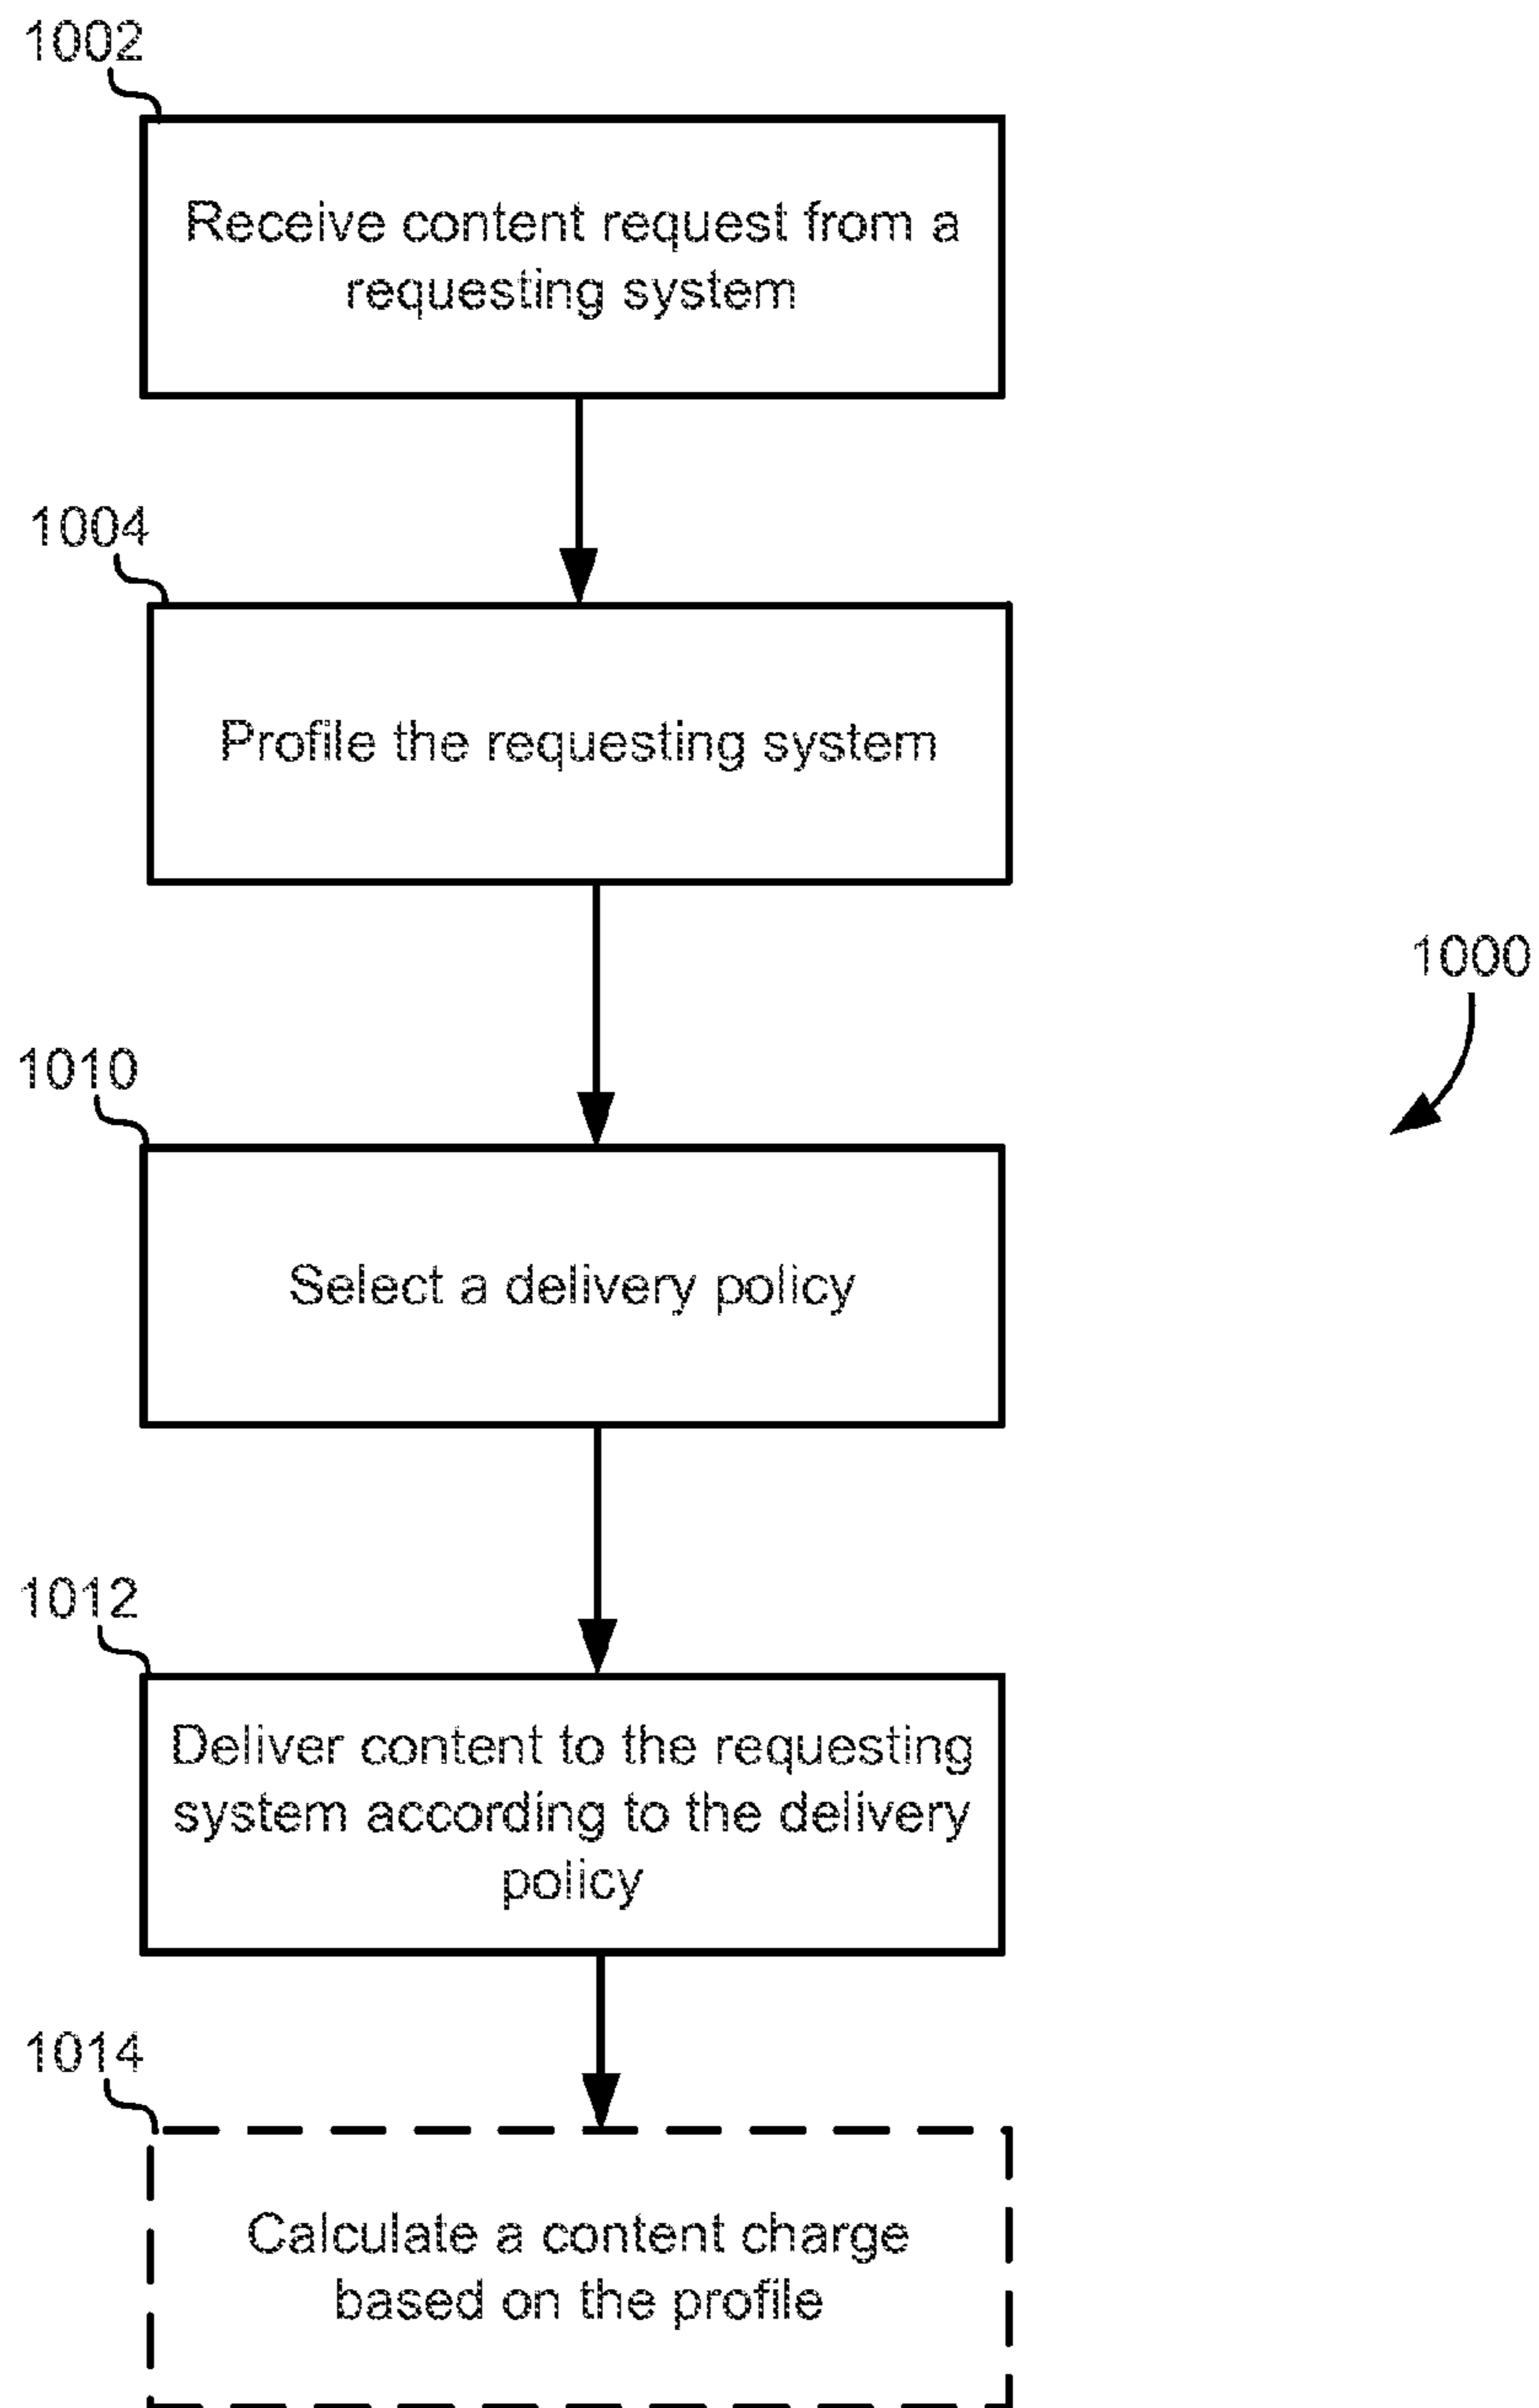 1002
Receive content request from a
requesting system
1004
Profile the requesting system
1000
1010
Select a delivery policy
1012
Deliver content to the requesting
system according to the delivery
policy
1014
Calculate a content charge
based on the profile